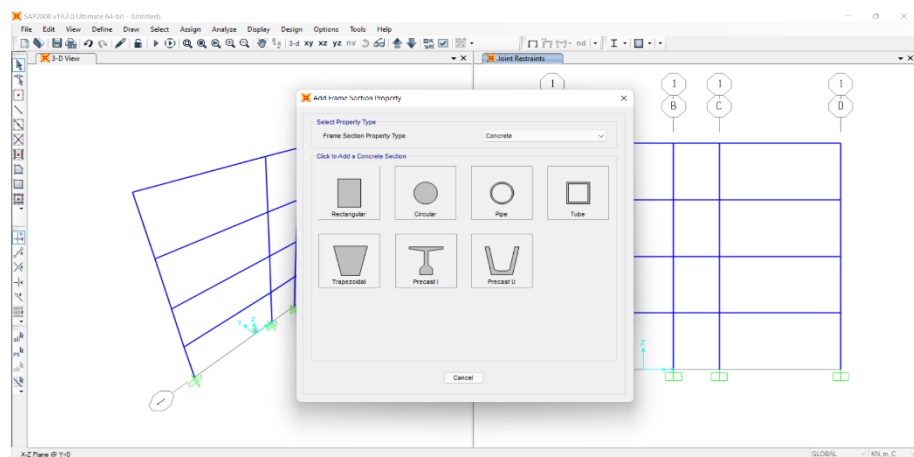 SAP2000 v19.2.0 Ultimate 64-bit - (Untitled)
File Edit View Define Draw Select Assign Analyze Display Design Options Tools Help
3-d xy xz yz nv nd
3-D View
Joint Restraints
1 1 1 1
B C D
Add Frame Section Property
Select Property Type
Frame Section Property Type Concrete
Click to Add a Concrete Section
Rectangular Circular Pipe Tube
Trapezoidal Precast I Precast U
Cancel
Z
X-Z Plane @ Y=0 GLOBAL KN, m, C